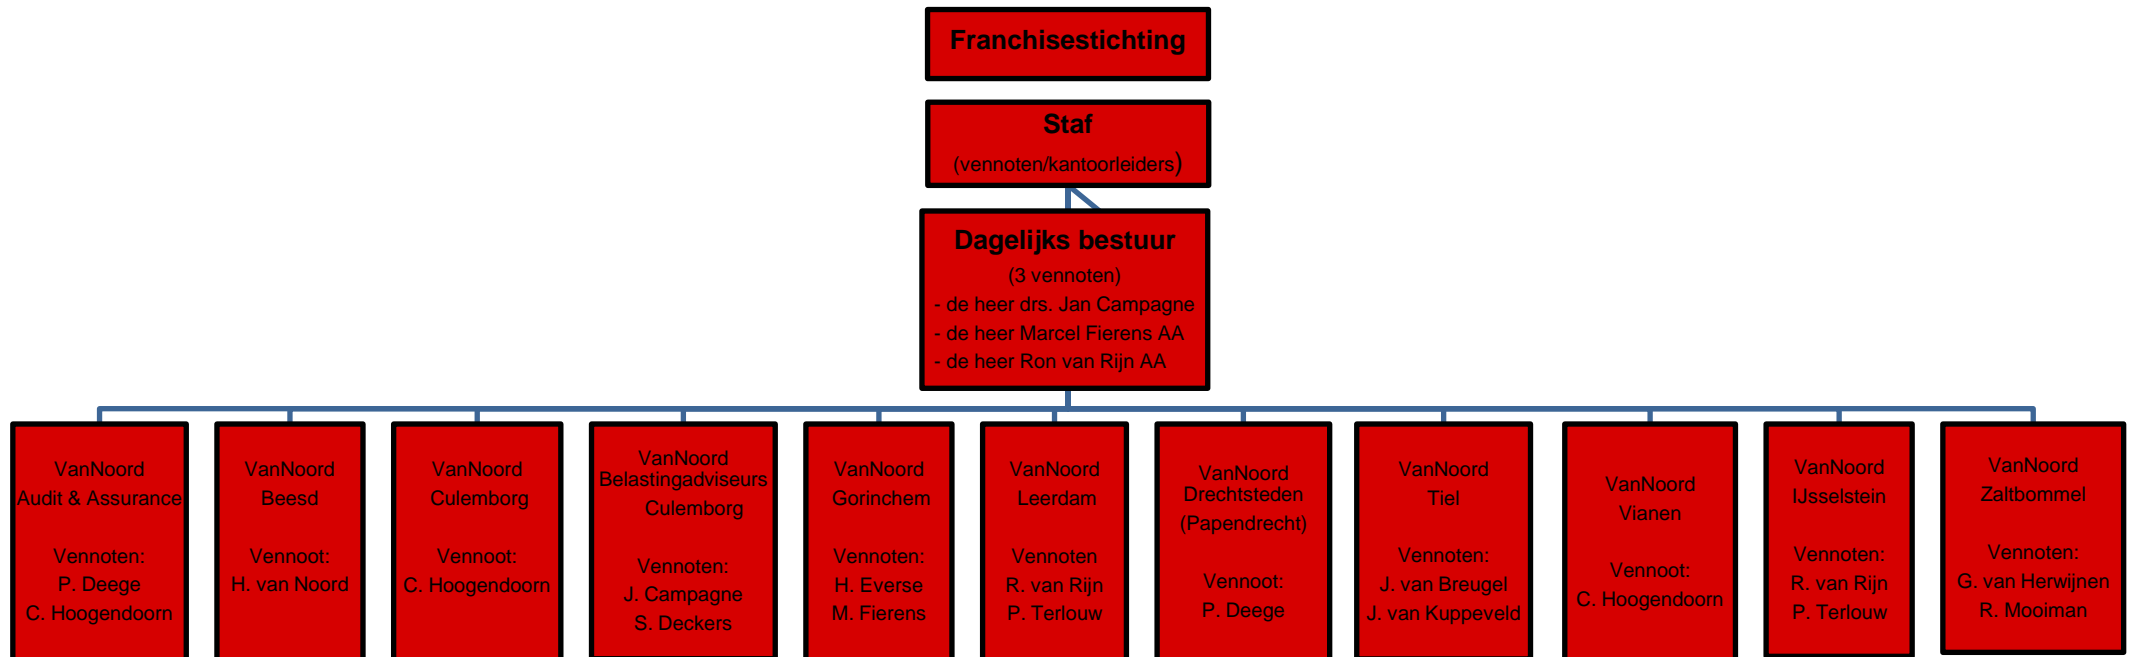 Franchisestichting
Staf
(vennoten/kantoorleiders)
Dagelijks bestuur
(3 vennoten)
- de heer drs. Jan Campagne
- de heer Marcel Fierens AA
- de heer Ron van Rijn AA
VanNoord
Audit & Assurance
Vennoten:
P. Deege
C. Hoogendoorn
VanNoord
Beesd
Vennoot:
H. van Noord
VanNoord
Culemborg
Vennoot:
C. Hoogendoorn
VanNoord
Belastingadviseurs
Culemborg
Vennoten:
J. Campagne
S. Deckers
VanNoord
Gorinchem
Vennoten:
H. Everse
M. Fierens
VanNoord
Leerdam
Vennoten
R. van Rijn
P. Terlouw
VanNoord
Drechtsteden
(Papendrecht)
Vennoot:
P. Deege
VanNoord
Tiel
Vennoten:
J. van Breugel
J. van Kuppeveld
VanNoord
Vianen
Vennoot:
C. Hoogendoorn
VanNoord
IJsselstein
Vennoten:
R. van Rijn
P. Terlouw
VanNoord
Zaltbommel
Vennoten:
G. van Herwijnen
R. Mooiman